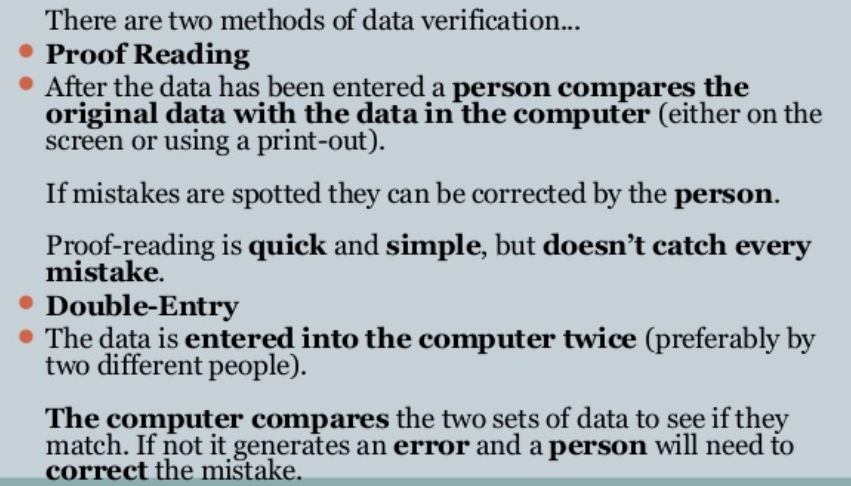 There are two methods of data verification...
• Proof Reading
• After the data has been entered a person compares the
original data with the data in the computer (either on the
screen or using a print-out).
If mistakes are spotted they can be corrected by the person.
Proof-reading is quick and simple, but doesn’t catch every
mistake.
• Double-Entry
• The data is entered into the computer twice (preferably by
two different people).
The computer compares the two sets of data to see if they
match. If not it generates an error and a person will need to
correct the mistake.